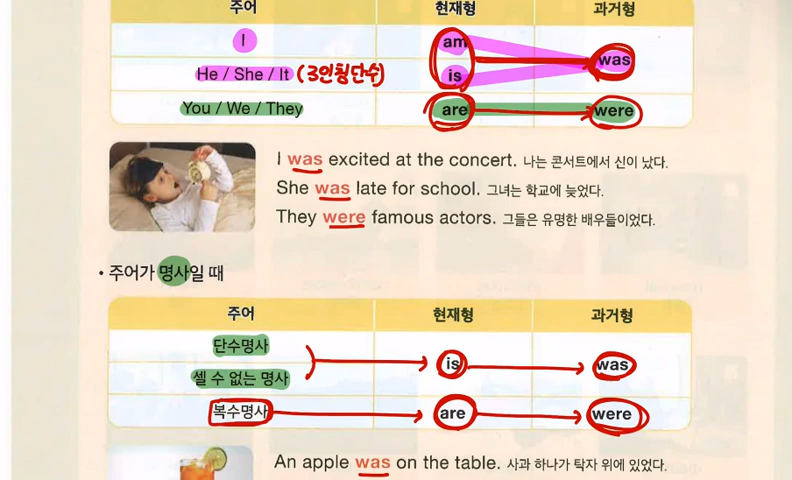 주어 현재형 과거형
I am
was
He / She / It (3인칭단수) is
You / We / They are were
I was excited at the concert. 나는 콘서트에서 신이 났다.
She was late for school. 그녀는 학교에 늦었다.
They were famous actors. 그들은 유명한 배우들이었다.
• 주어가 명사일 때
주어 현재형 과거형
단수명사
is was
셀 수 없는 명사
복수명사 are were
An apple was on the table. 사과 하나가 탁자 위에 있었다.